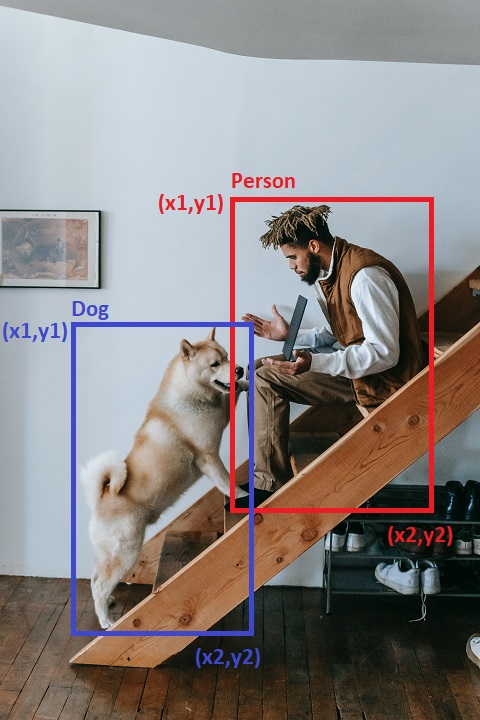 Person
(x1,y1)
Dog
(x1,y1)
(x2,y2)
(x2,y2)